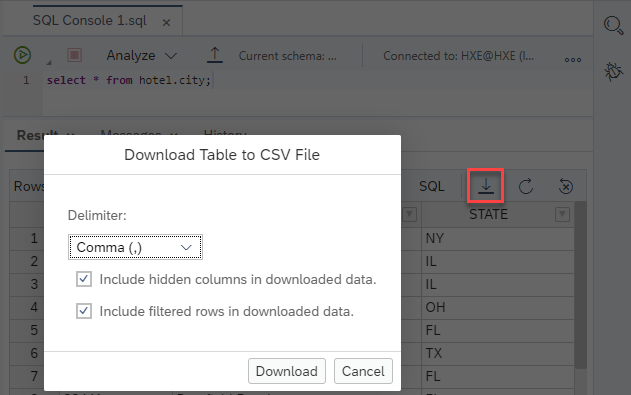 SQL Console 1.sql
Analyze
Current schema: ...
Connected to: HXE@HXE (I...
1 select * from hotel.city;
Result
Messages
History
Rows
SQL
Download Table to CSV File
Delimiter:
Comma (,)
Include hidden columns in downloaded data.
Include filtered rows in downloaded data.
Download
Cancel
STATE
1 NY
2 IL
3 IL
4 OH
5 FL
6 TX
7 FL